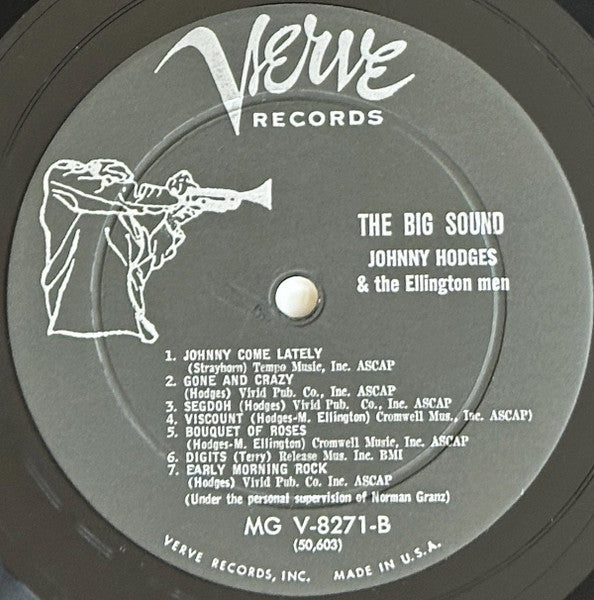 Verve
RECORDS
THE BIG SOUND
JOHNNY HODGES
& the Ellington men
1. JOHNNY COME LATELY
(Strayhorn) Tempo Music, Inc. ASCAP
2. GONE AND CRAZY
(Hodges) Vivid Pub. Co., Inc. ASCAP
3. SEGDOH (Hodges) Vivid Pub. Co., Inc. ASCAP
4. VISCOUNT (Hodges-M. Ellington) Cromwell Mus., Inc. ASCAP)
5. BOUQUET OF ROSES
(Hodges-M. Ellington) Cromwell Music, Inc. ASCAP
6. DIGITS (Terry) Release Mus. Inc. BMI
7. EARLY MORNING ROCK
(Hodges) Vivid Pub. Co. Inc. ASCAP
(Under the personal supervision of Norman Granz)
MG V-8271-B
(50,603)
VERVE RECORDS, INC. MADE IN U.S.A.